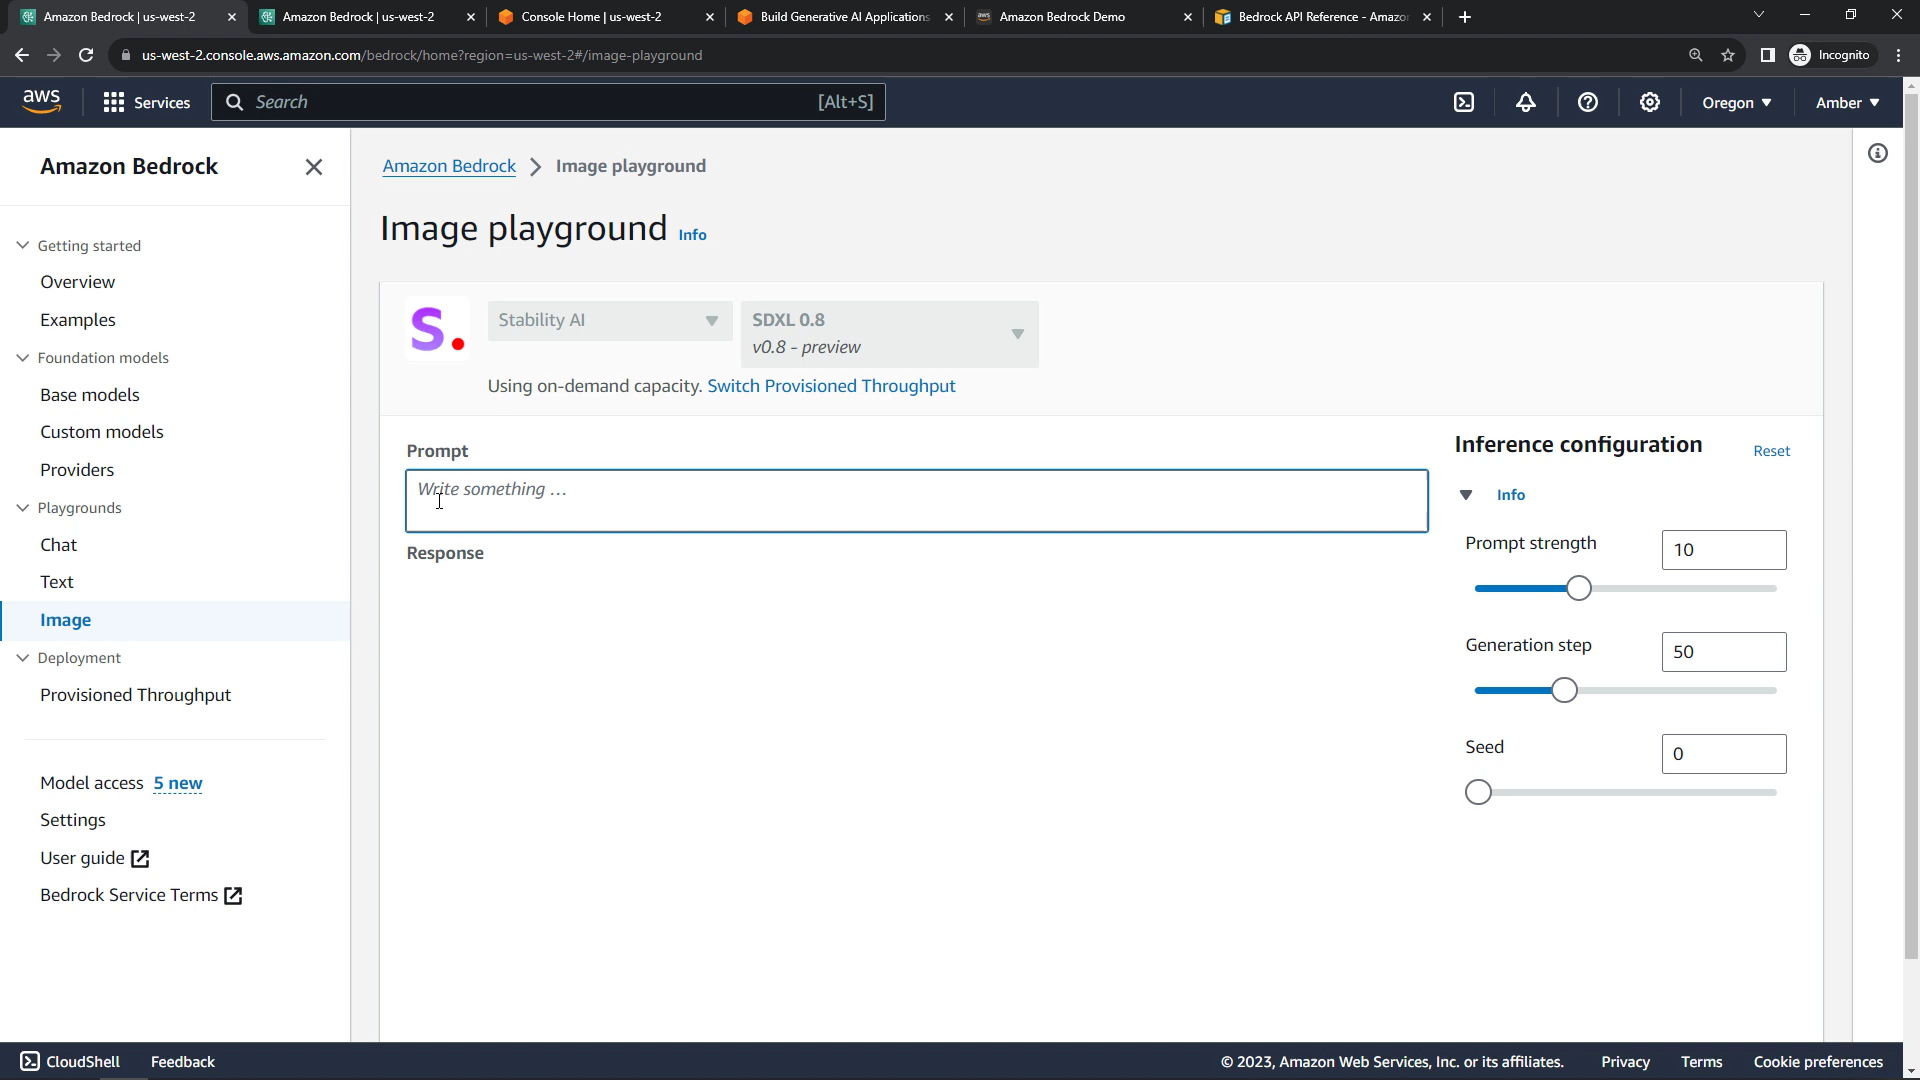 Amazon Bedrock | us-west-2
Amazon Bedrock | us-west-2
Console Home | us-west-2
Build Generative AI Applications
Amazon Bedrock Demo
Bedrock API Reference - Amazo
us-west-2.console.aws.amazon.com/bedrock/home?region=us-west-2#/image-playground
Incognito
aws
Services
Search
[Alt+S]
Oregon
Amber
Amazon Bedrock
Getting started
Overview
Examples
Foundation models
Base models
Custom models
Providers
Playgrounds
Chat
Text
Image
Deployment
Provisioned Throughput
Model access 5 new
Settings
User guide
Bedrock Service Terms
Amazon Bedrock > Image playground
Image playground Info
S.
Stability AI
SDXL 0.8
v0.8 - preview
Using on-demand capacity. Switch Provisioned Throughput
Prompt
Write something ...
Response
Inference configuration
Reset
Info
Prompt strength
10
Generation step
50
Seed
0
CloudShell
Feedback
© 2023, Amazon Web Services, Inc. or its affiliates.
Privacy
Terms
Cookie preferences